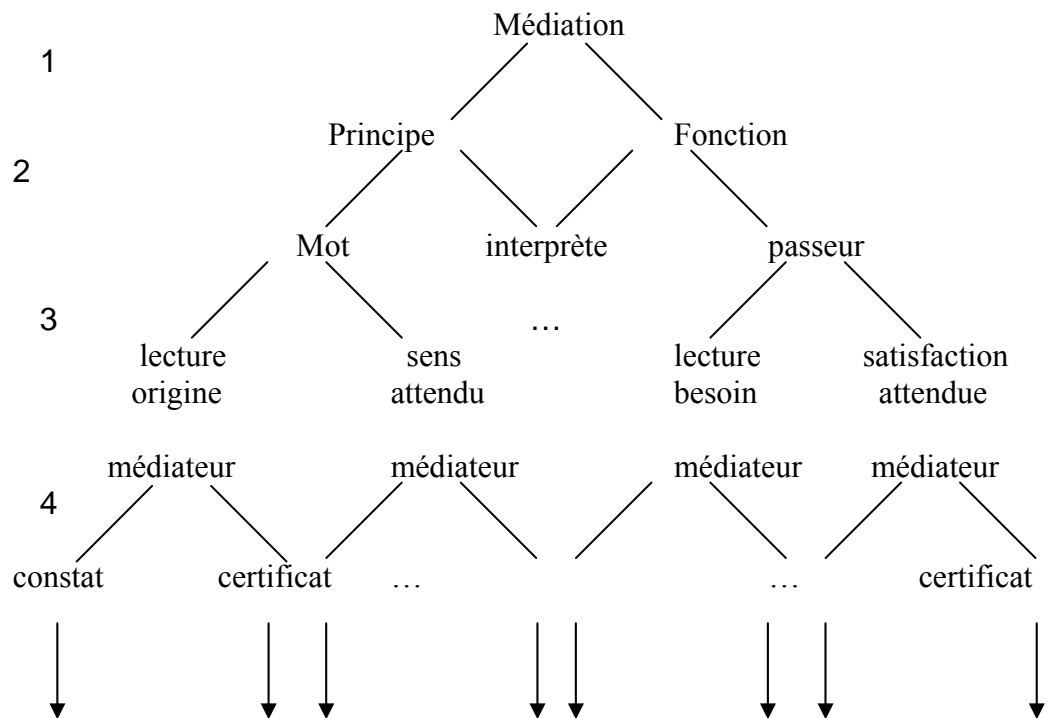 Médiation
1
Principe Fonction
2
Mot interprète passeur
3 …
lecture sens lecture satisfaction
origine attendu besoin attendue
médiateur médiateur médiateur médiateur
4
constat certificat … … certificat